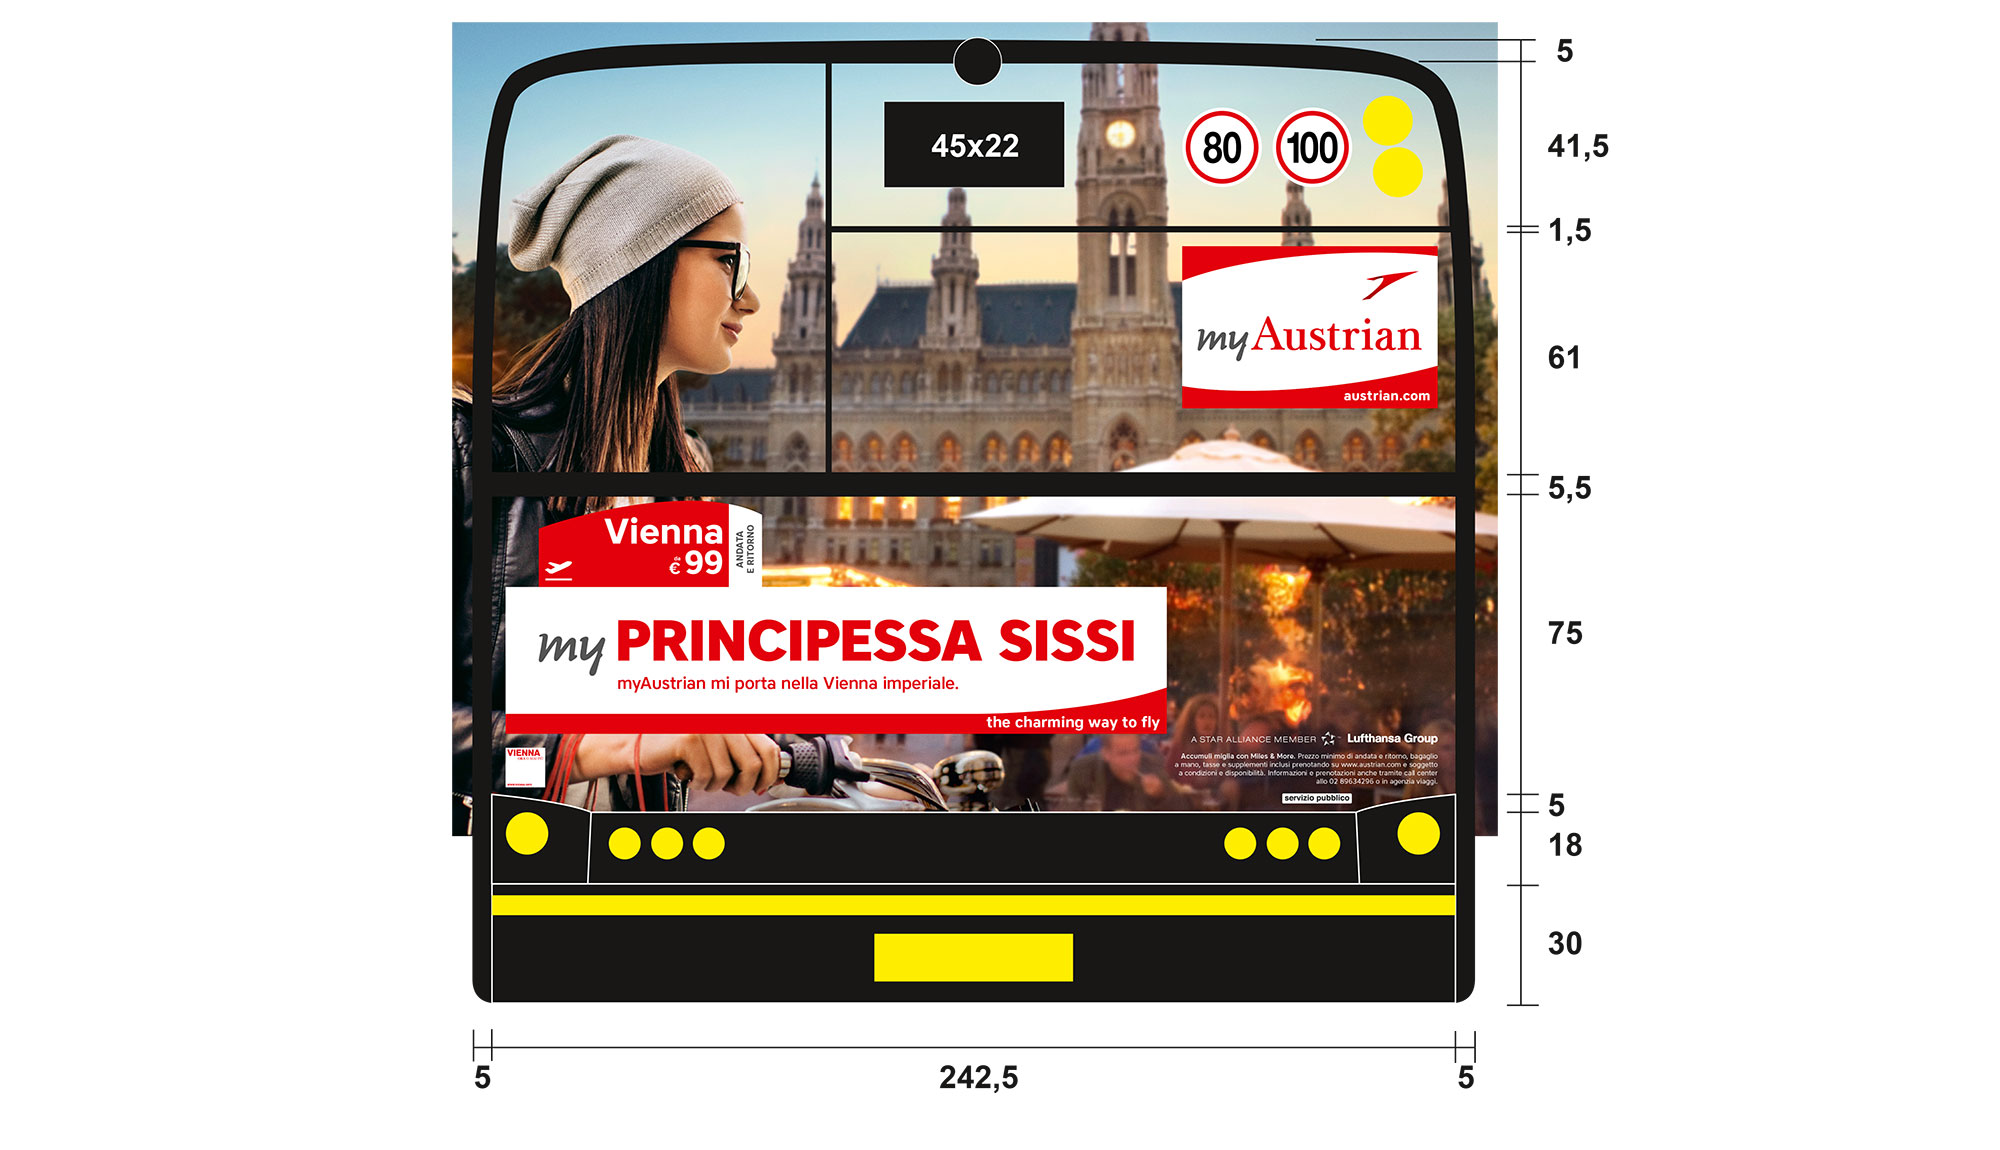 5
45x22
80
100
41,5
1,5
myAustrian
austrian.com
61
5,5
Vienna
da
€ 99
ANDATA
E RITORNO
my PRINCIPESSA SISSI
myAustrian mi porta nella Vienna imperiale.
the charming way to fly
75
VIENNA
A STAR ALLIANCE MEMBER Lufthansa Group
Accumuli miglia con Miles & More. Prezzo minimo di andata e ritorno, bagaglio
a mano, tasse e supplementi inclusi prenotando su www.austrian.com e soggetto
a condizioni e disponibilità. Informazioni e prenotazioni anche tramite call center
allo 02 89634296 o in agenzia viaggi.
servizio pubblico
5
18
30
5
242,5
5